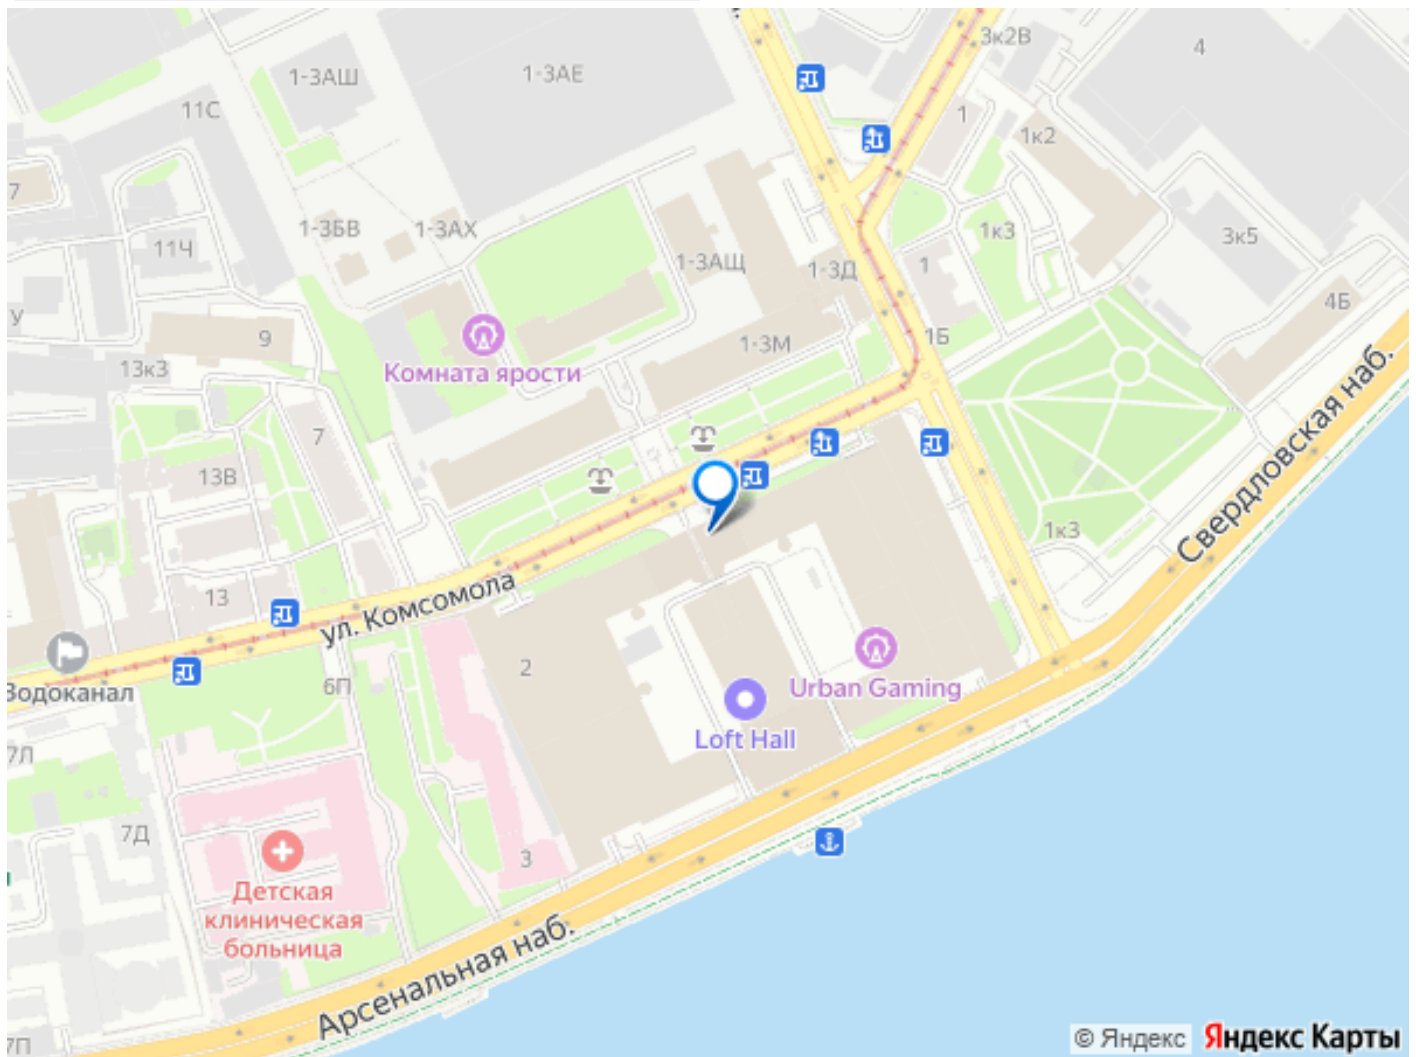 3к2В
4
1-3АШ
1-3АЕ
11С
1
1к2
7
1-3БВ
1-3АХ
11Ч
1к3
3к5
1-3АЩ
1-3Д
1
У
4Б
9
1-3М
1Б
13к3
Комната ярости
Свердловская наб.
7
13В
1к3
ул. Комсомола
13
Водоканал
2
6П
Urban Gaming
Loft Hall
7Л
7Д
3
Детская
клиническая
больница
Арсенальная наб.
7П
© Яндекс
Яндекс Карты